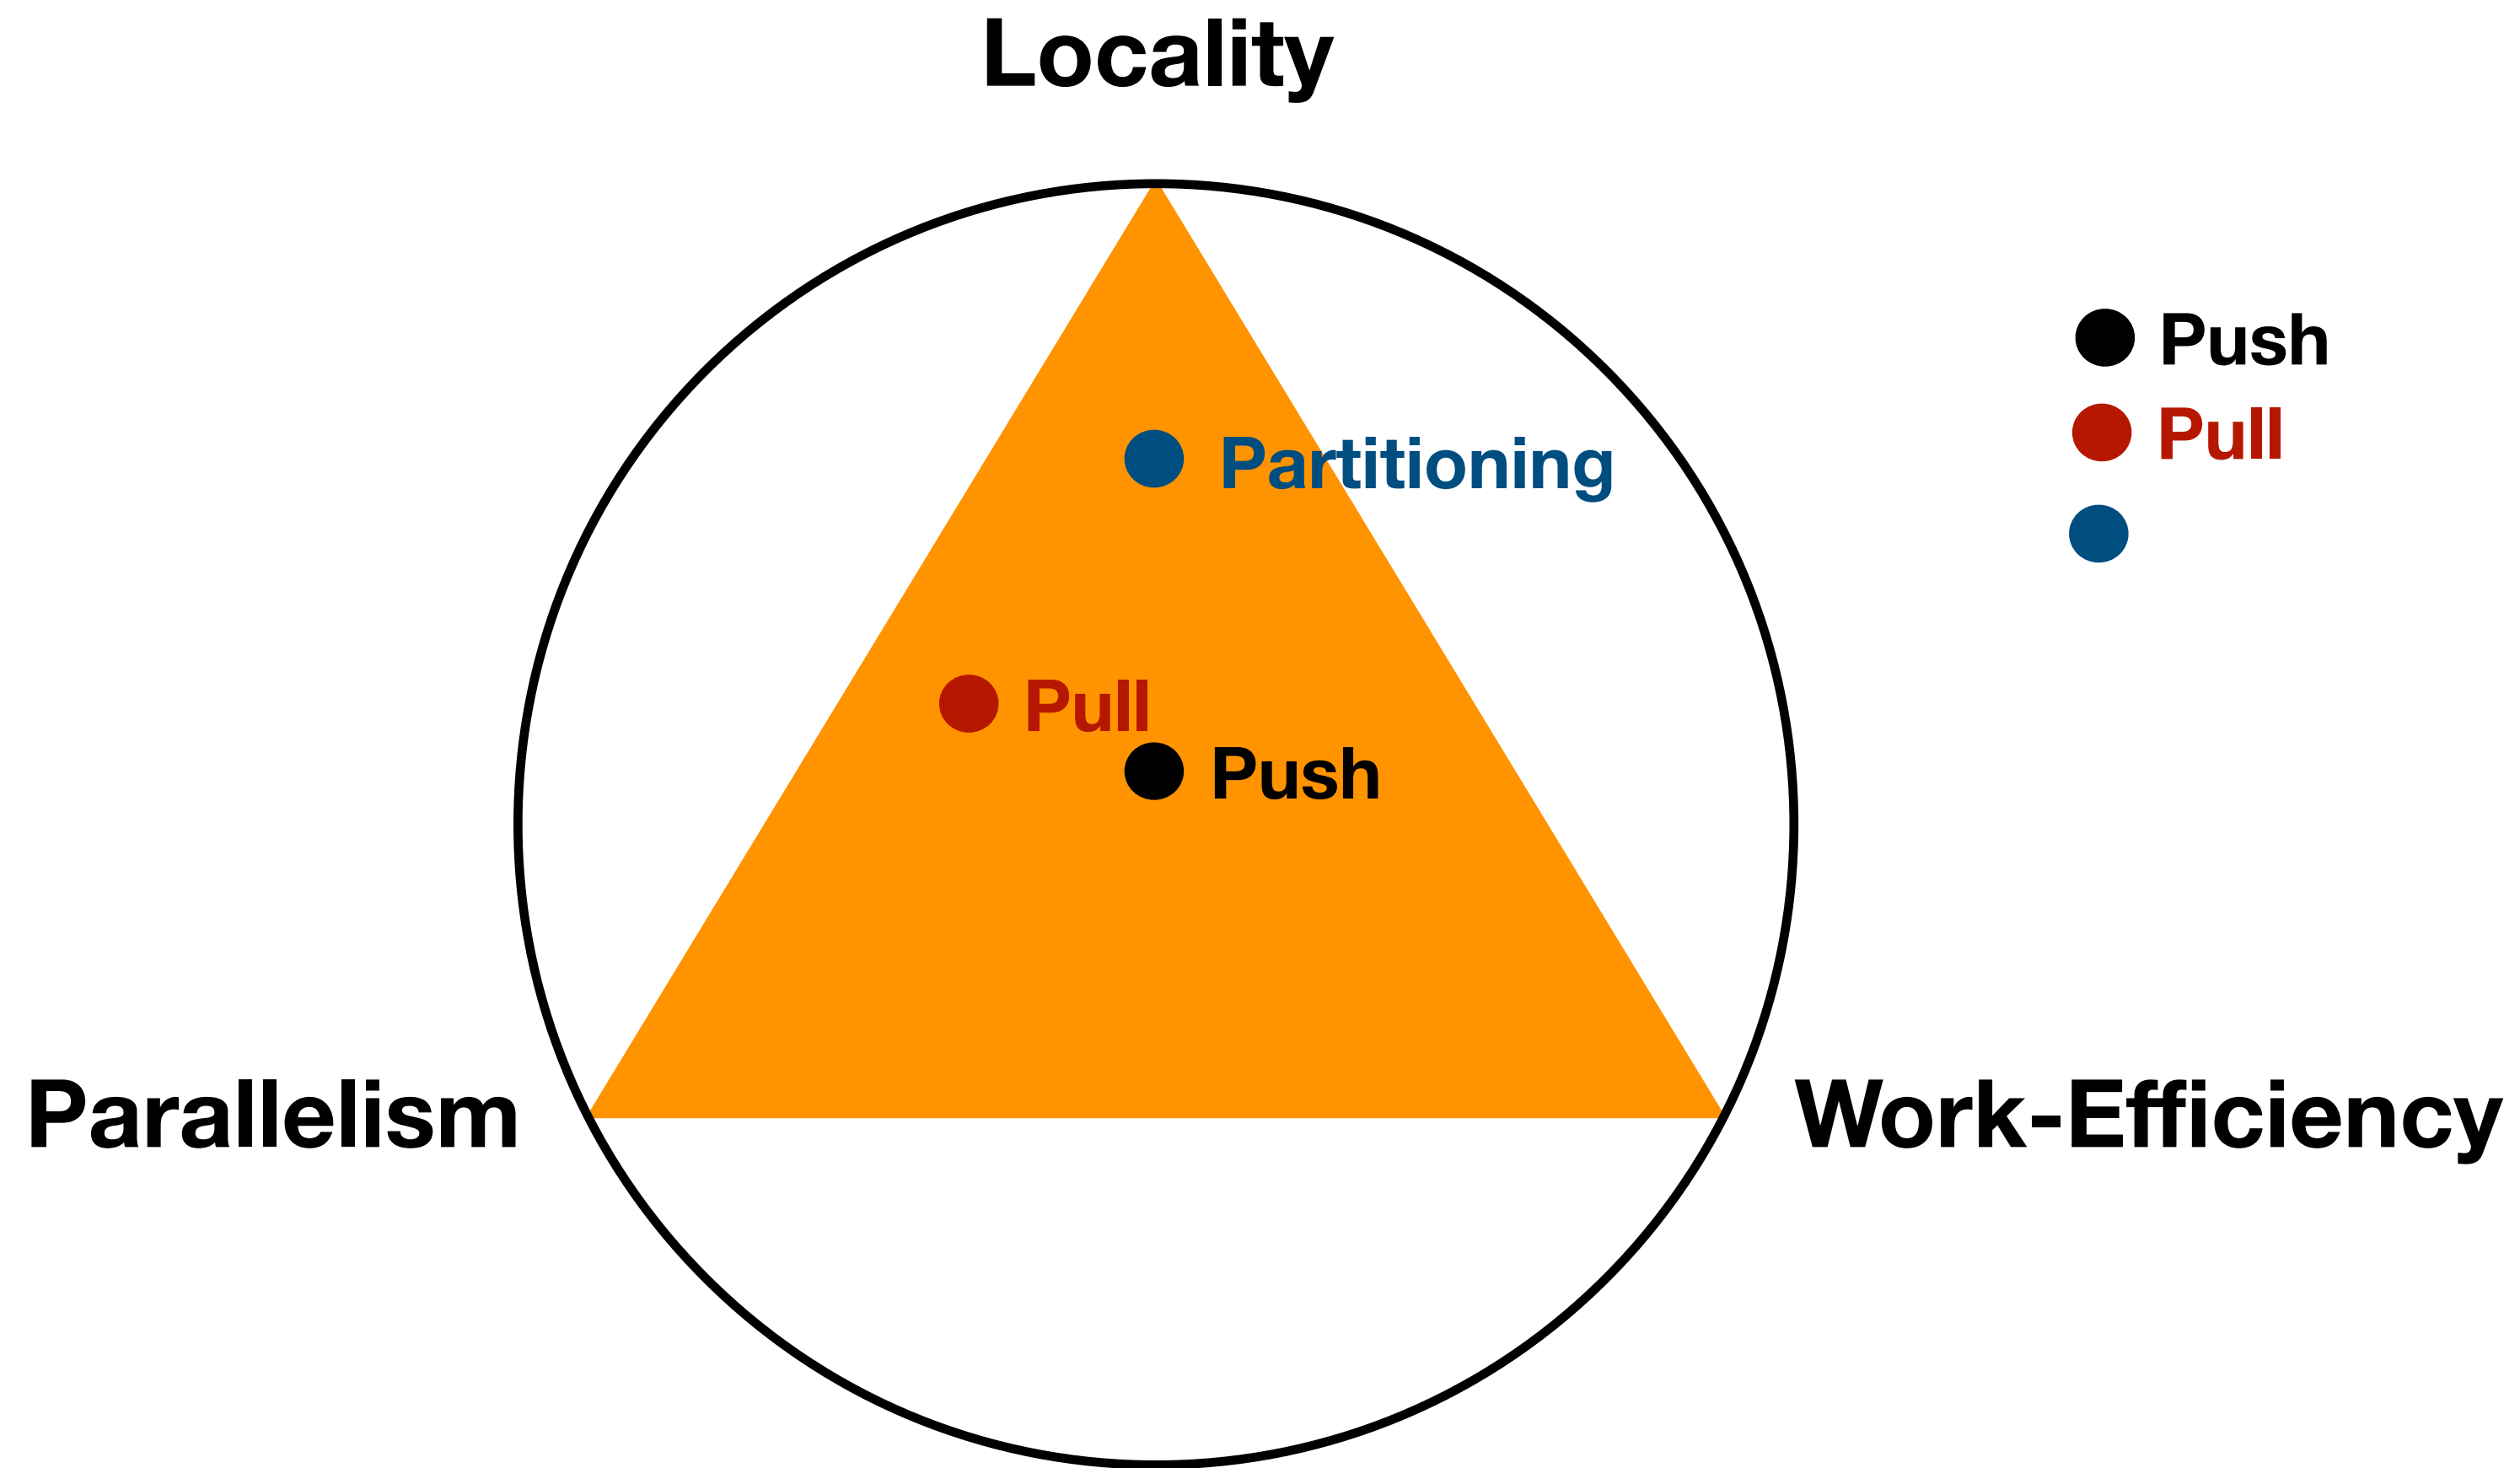 Locality
Push
Pull
Partitioning
Pull
Push
Parallelism
Work-Efficiency